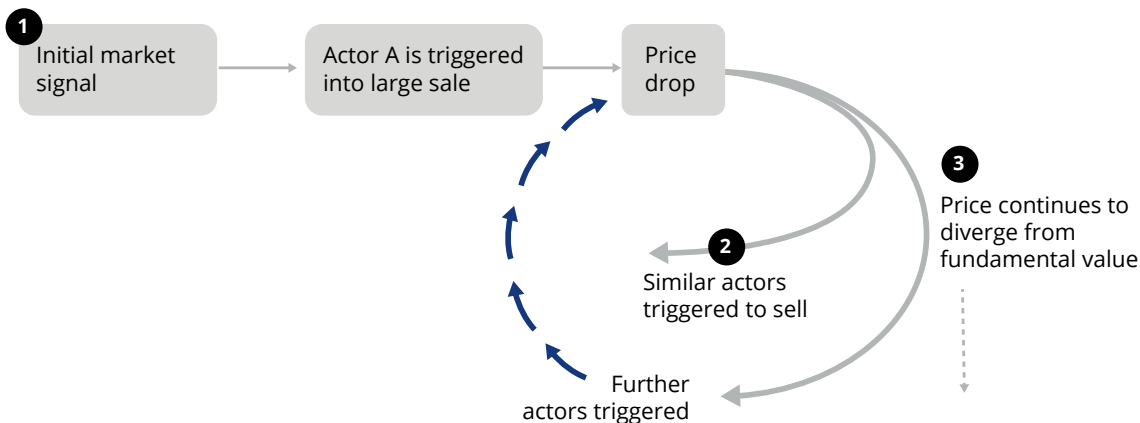 1
Initial market
signal
Actor A is triggered
into large sale
Price
drop
2
Similar actors
triggered to sell
Further
actors triggered
3
Price continues to
diverge from
fundamental value